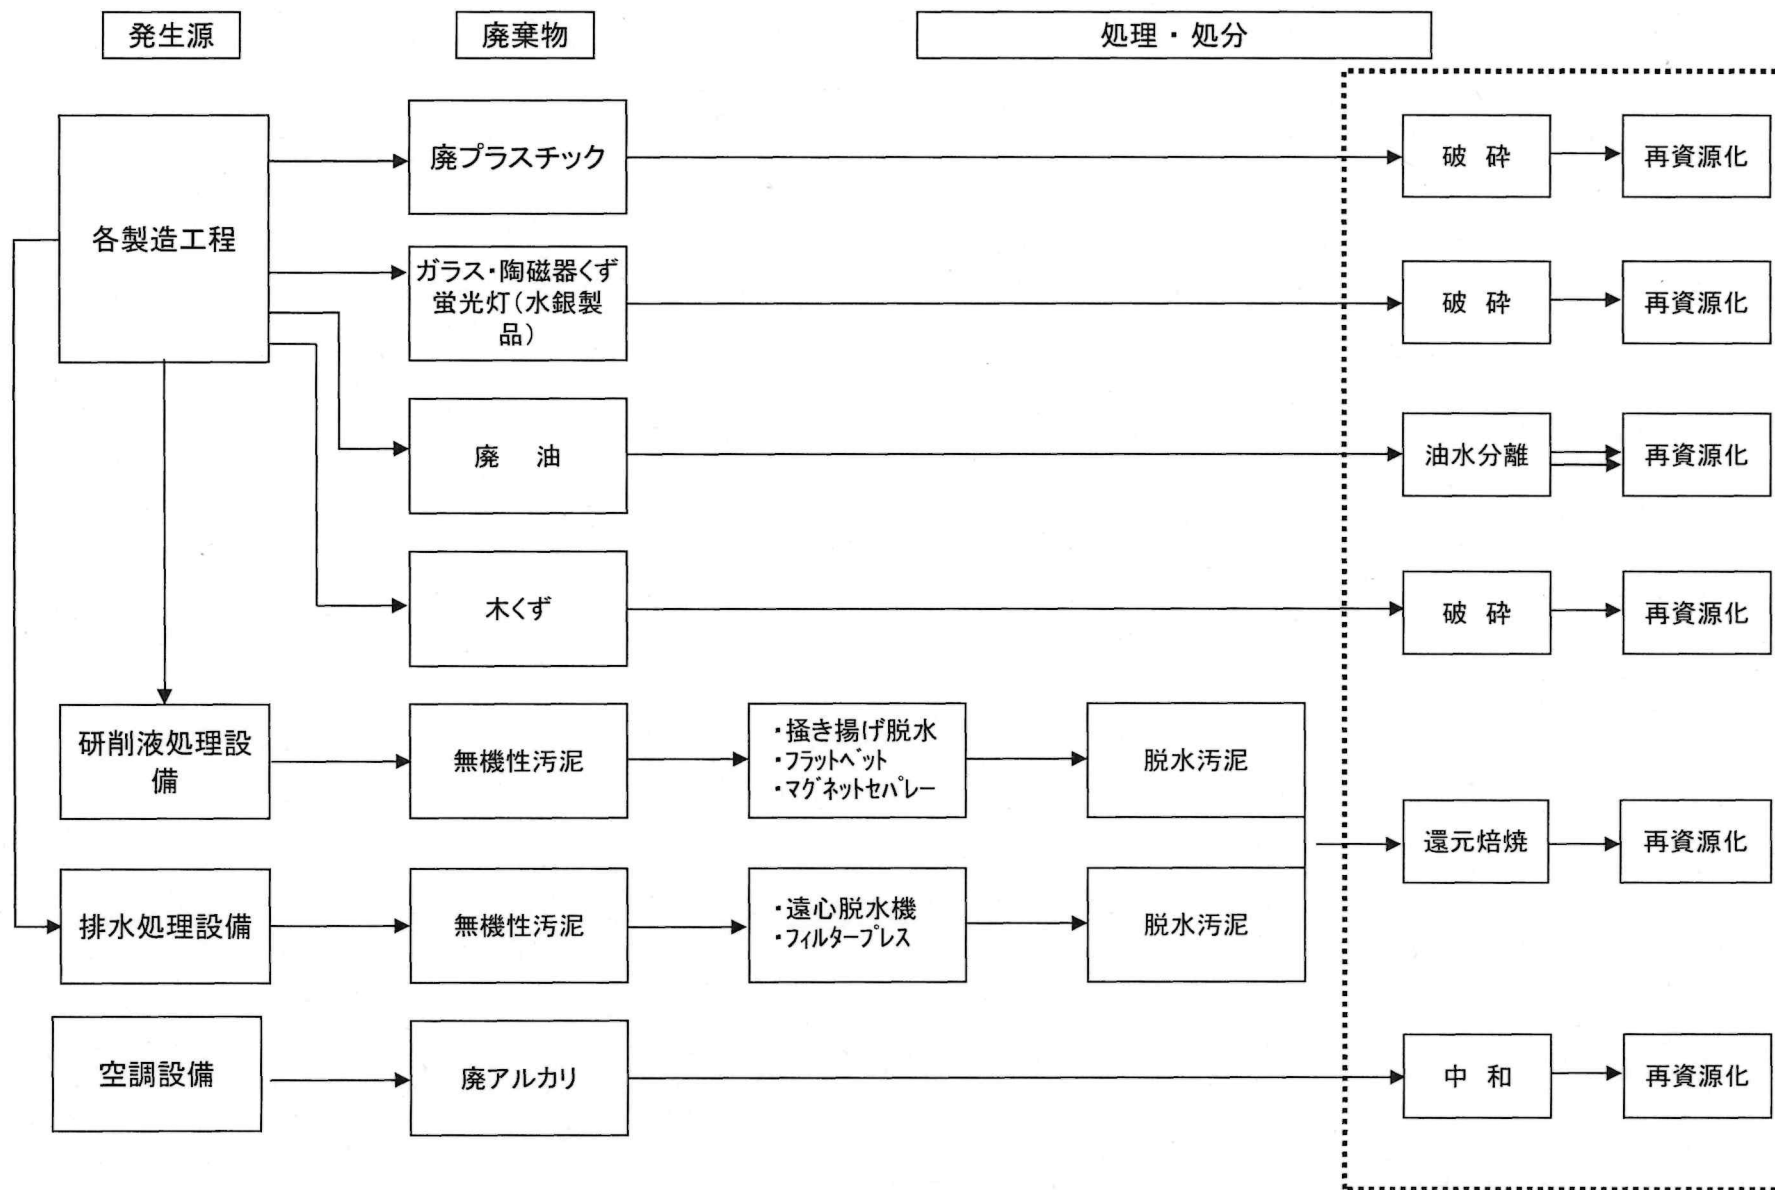 発生源
廃棄物
処理・処分
各製造工程
廃プラスチック
破 砕
再資源化
ガラス・陶磁器くず
蛍光灯(水銀製
品)
破 砕
再資源化
廃 油
油水分離
再資源化
木くず
破 砕
再資源化
研削液処理設
備
無機性汚泥
・掻き揚げ脱水
・フラットベット
・マグネットセパレー
脱水汚泥
還元焙焼
再資源化
排水処理設備
無機性汚泥
・遠心脱水機
・フィルタープレス
脱水汚泥
空調設備
廃アルカリ
中 和
再資源化